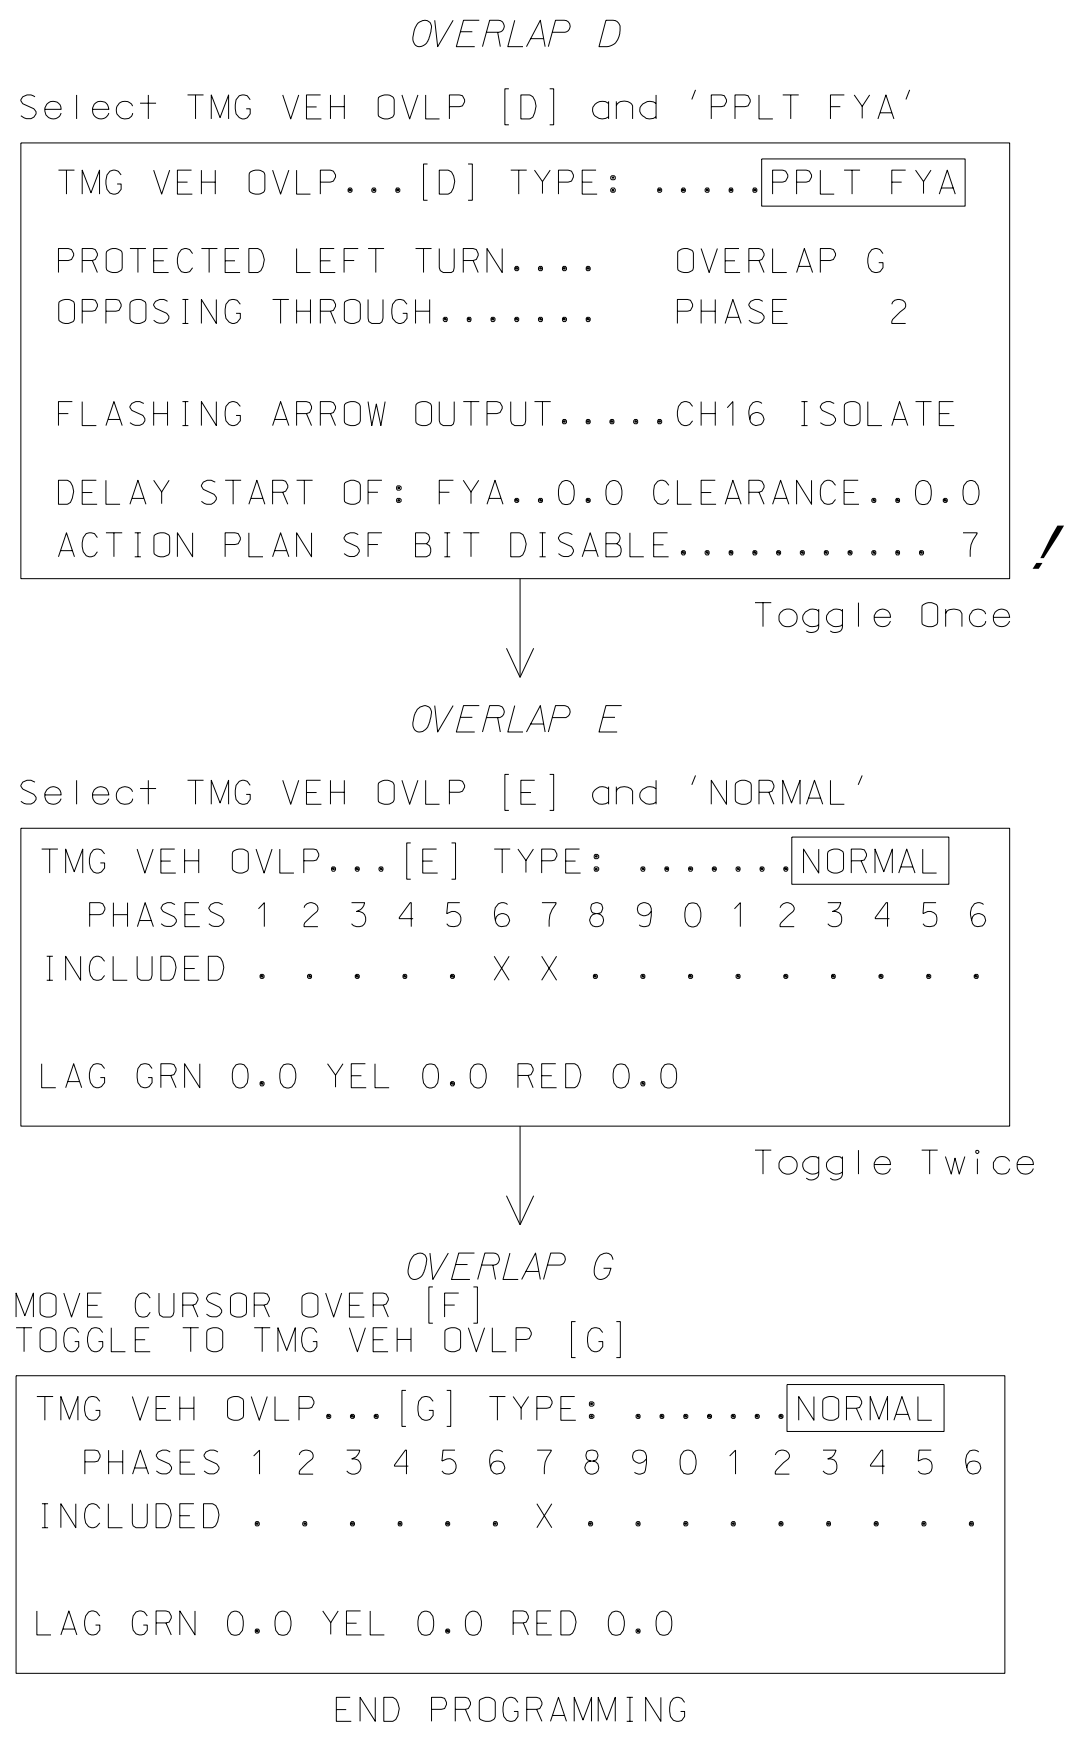 OVERLAP D
Select TMG VEH OVLP [D] and 'PPLT FYA'
TMG VEH OVLP...[D] TYPE: .....PPLT FYA
PROTECTED LEFT TURN.... OVERLAP G
OPPOSING THROUGH....... PHASE 2
FLASHING ARROW OUTPUT.....CH16 ISOLATE
DELAY START OF: FYA..0.0 CLEARANCE..0.0
ACTION PLAN SF BIT DISABLE........... 7 !
Toggle Once
OVERLAP E
Select TMG VEH OVLP [E] and 'NORMAL'
TMG VEH OVLP...[E] TYPE: .......NORMAL
PHASES 1 2 3 4 5 6 7 8 9 0 1 2 3 4 5 6
INCLUDED . . . . . X X . . . . . . . . .
LAG GRN 0.0 YEL 0.0 RED 0.0
Toggle Twice
OVERLAP G
MOVE CURSOR OVER [F]
TOGGLE TO TMG VEH OVLP [G]
TMG VEH OVLP...[G] TYPE: .......NORMAL
PHASES 1 2 3 4 5 6 7 8 9 0 1 2 3 4 5 6
INCLUDED . . . . . . X . . . . . . . . .
LAG GRN 0.0 YEL 0.0 RED 0.0
END PROGRAMMING